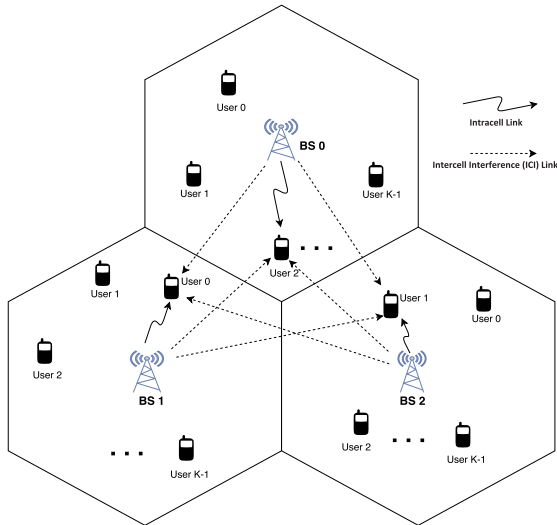 User 0
BS 0
Intracell Link
Intercell Interference (ICI) Link
User 1
User K-1
User 2
. . .
User 0
User 1
User 1
User 0
User 2
BS 1
BS 2
. . .
User K-1
User 2
. . .
User K-1